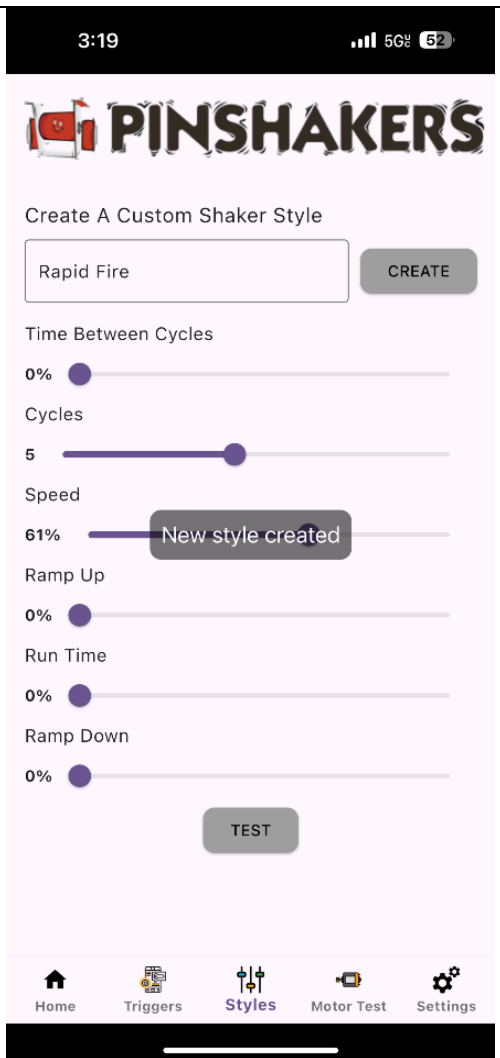 3:19
5G 52
PINSHAKERS
Create A Custom Shaker Style
Rapid Fire
CREATE
Time Between Cycles
0%
Cycles
5
Speed
61%
New style created
Ramp Up
0%
Run Time
0%
Ramp Down
0%
TEST
Home Triggers Styles Motor Test Settings